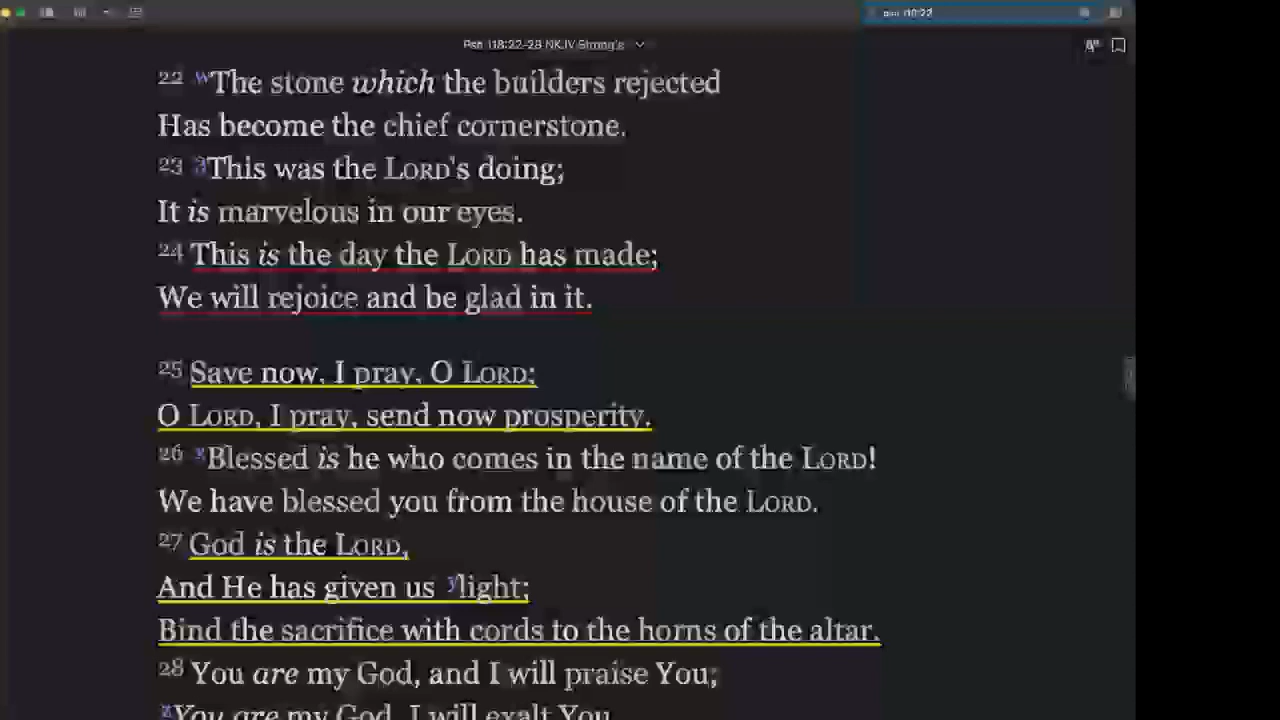 Psa 118:22-28 NKJV Strong's
22 wThe stone which the builders rejected
Has become the chief cornerstone.
23 This was the LORD's doing;
It is marvelous in our eyes.
24 This is the day the LORD has made;
We will rejoice and be glad in it.
25 Save now, I pray, O LORD;
O LORD, I pray, send now prosperity.
26 xBlessed is he who comes in the name of the LORD!
We have blessed you from the house of the LORD.
27 God is the LORD,
And He has given us ylight;
Bind the sacrifice with cords to the horns of the altar.
28 You are my God, and I will praise You;
zYou are my God, I will exalt You.